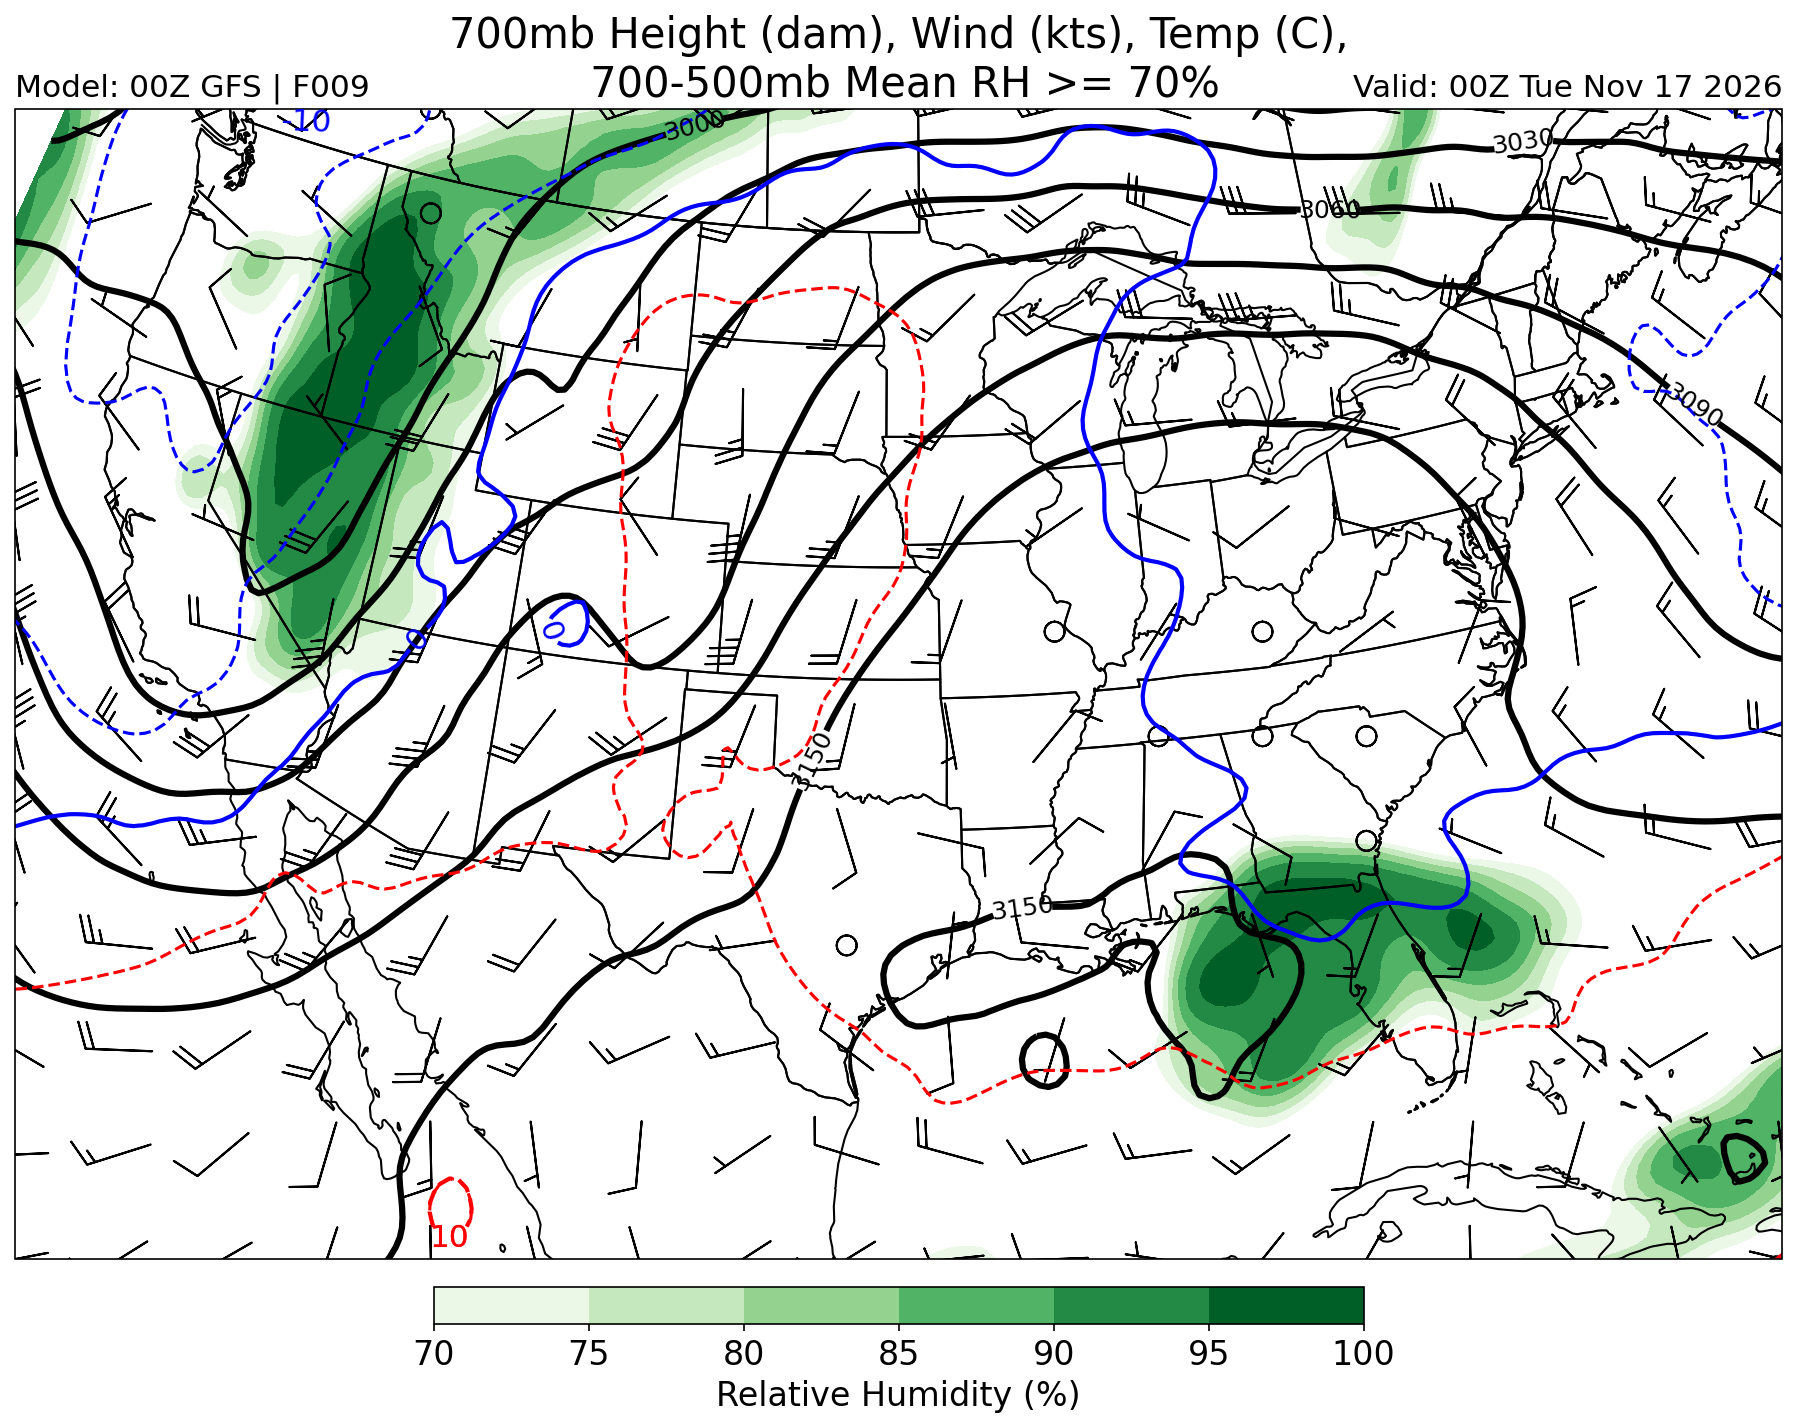 700mb Height (dam), Wind (kts), Temp (C),
700-500mb Mean RH >= 70%
Model: 00Z GFS | F009
Valid: 00Z Tue Nov 17 2026
-10
3000
3030
3060
3090
0
0
3150
3150
10
70 75 80 85 90 95 100
Relative Humidity (%)